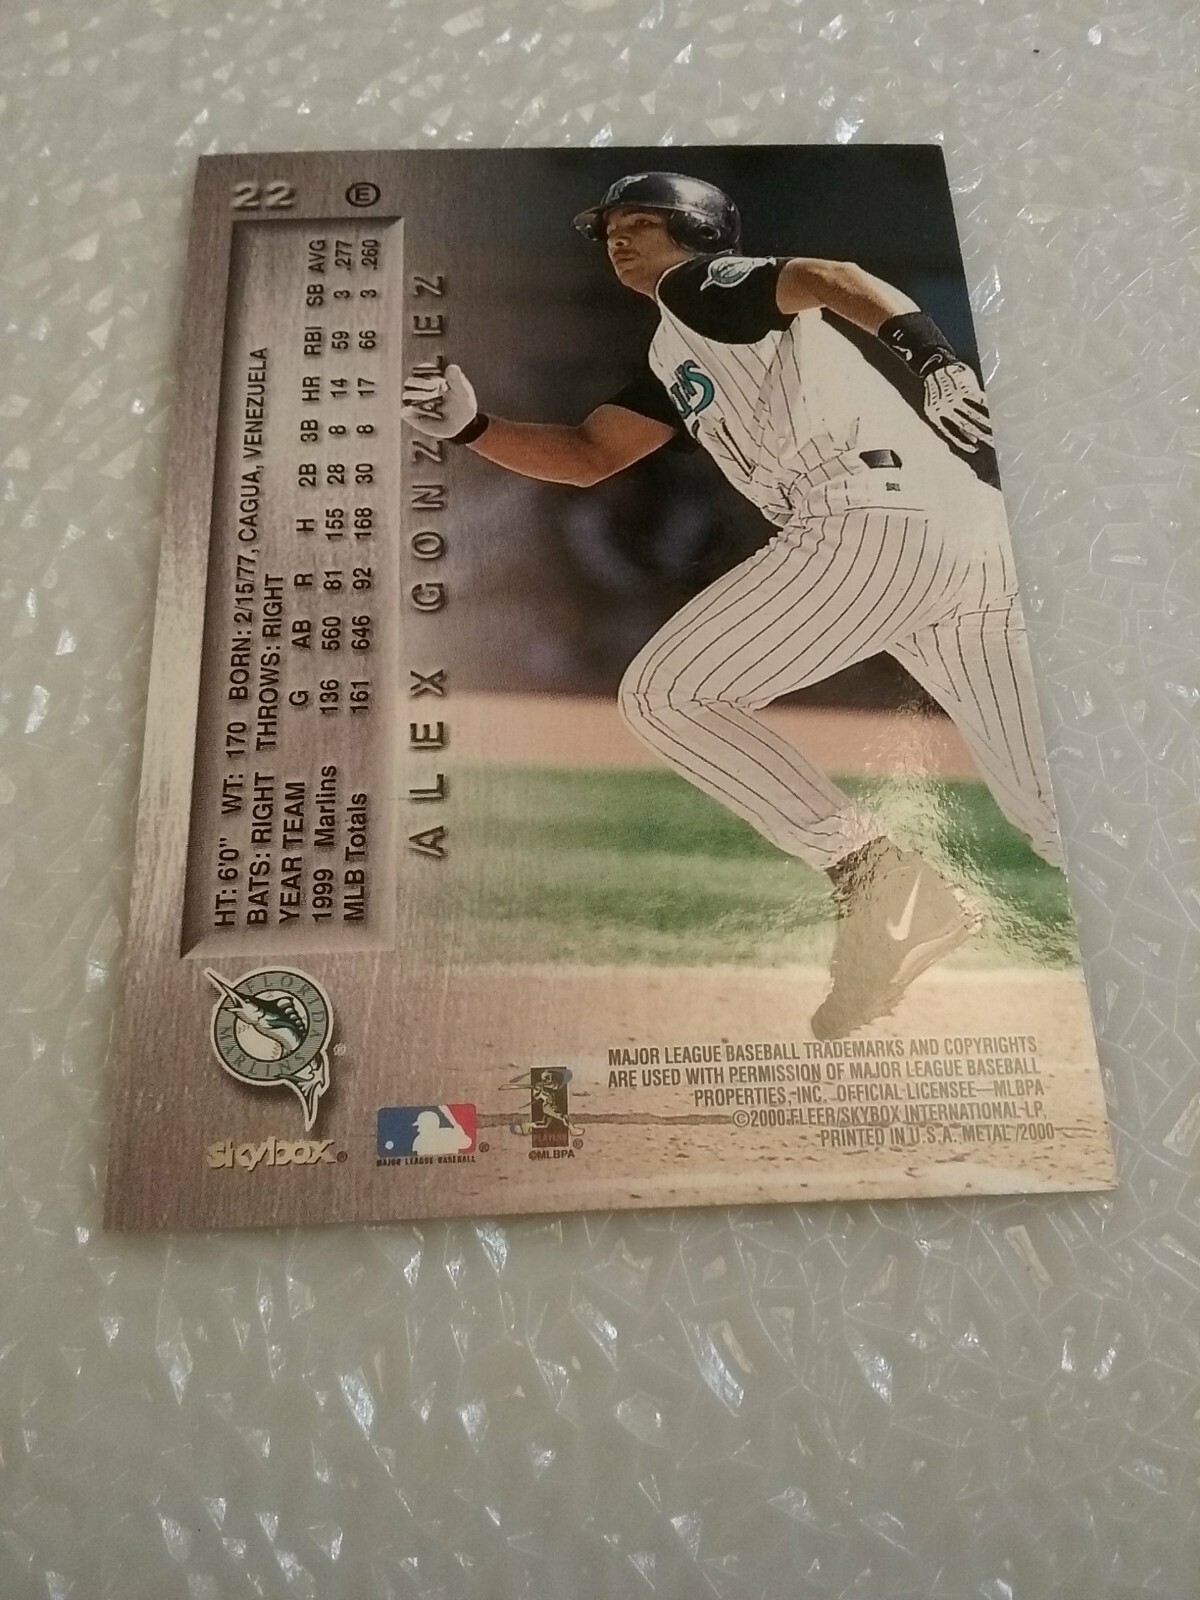 22
E
HT: 6'0" WT: 170 BORN: 2/15/77, CAGUA, VENEZUELA
BATS: RIGHT THROWS: RIGHT
YEAR TEAM G AB R H 2B 3B HR RBI SB AVG
1999 Marlins 136 560 81 155 28 8 14 59 3 .277
MLB Totals 161 646 92 168 30 8 17 66 3 .260
ALEX GONZALEZ
FLORIDA
MARLINS
®
skybox®
MAJOR LEAGUE BASEBALL®
PLAYERS
©MLBPA
®
MAJOR LEAGUE BASEBALL TRADEMARKS AND COPYRIGHTS
ARE USED WITH PERMISSION OF MAJOR LEAGUE BASEBALL
PROPERTIES, INC. OFFICIAL LICENSEE—MLBPA
©2000 FLEER/SKYBOX INTERNATIONAL LP.
PRINTED IN U.S.A. METAL /2000